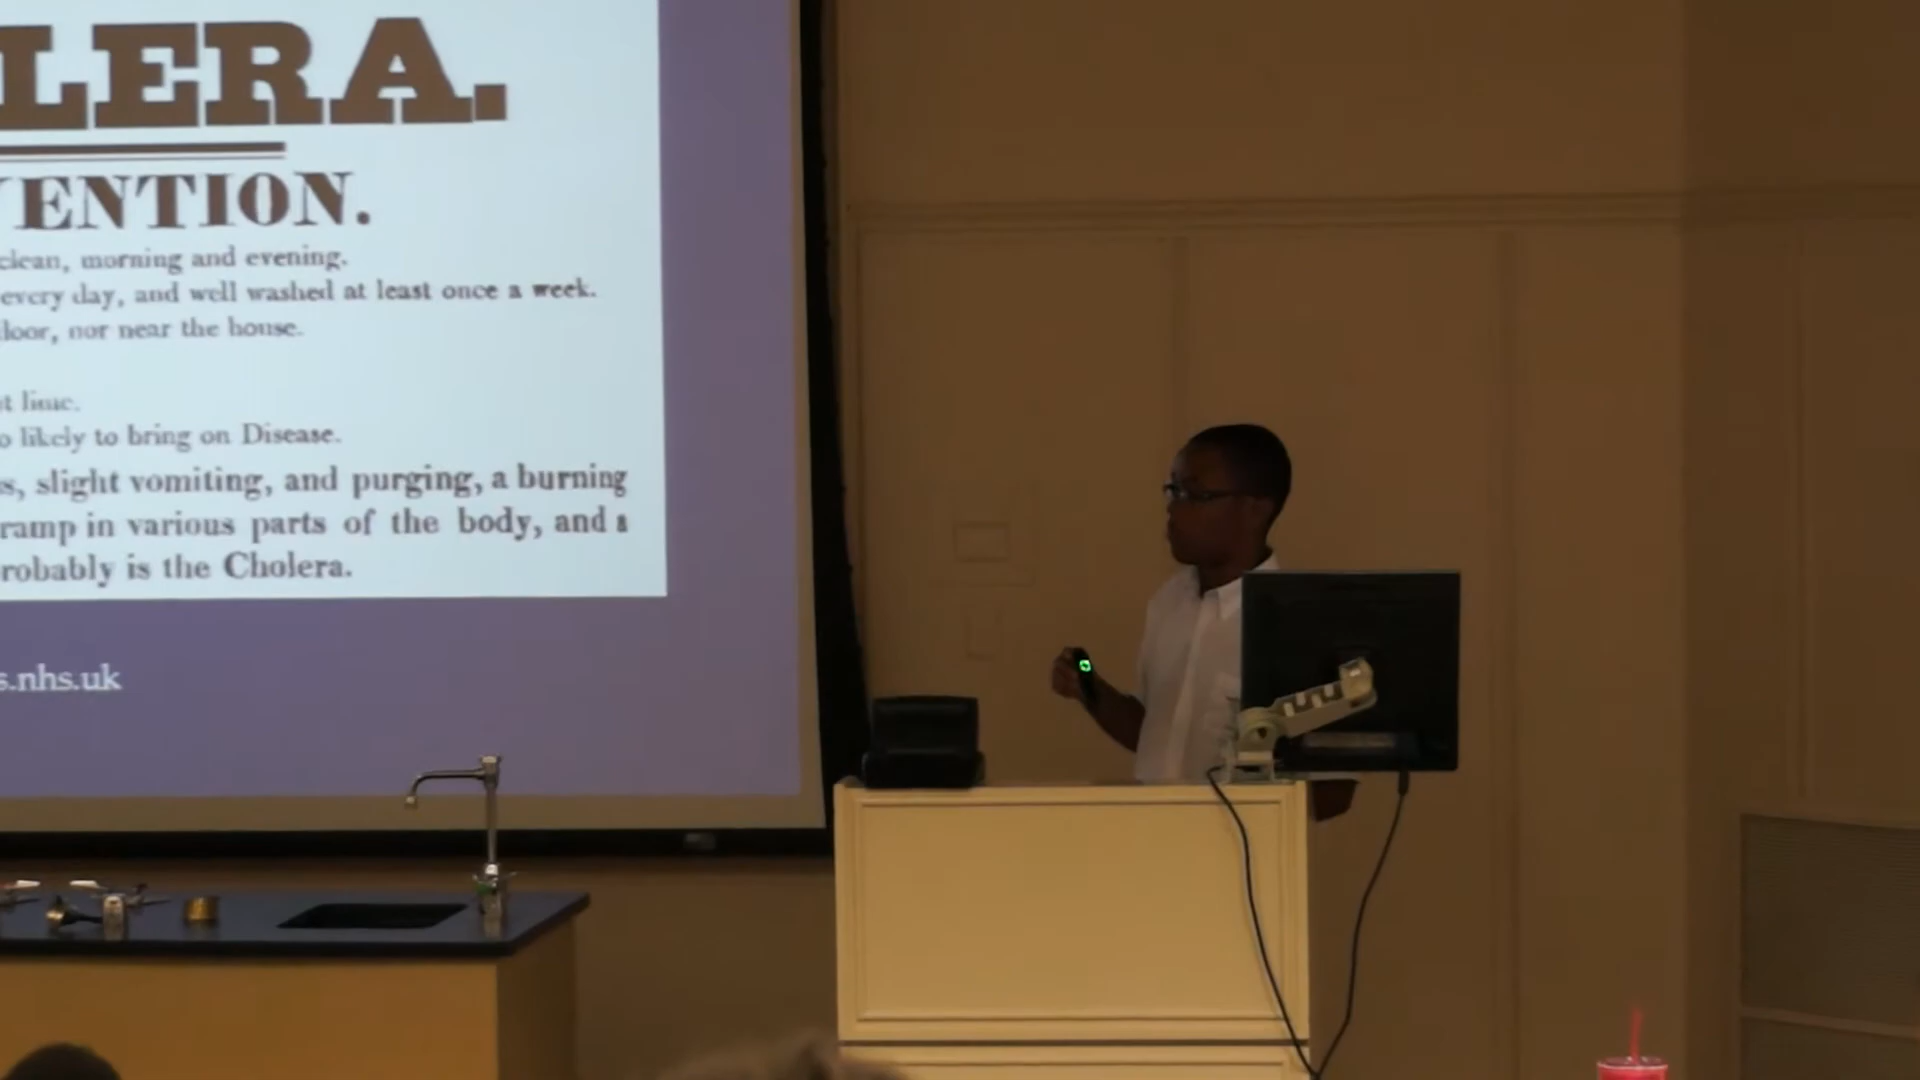 LERA.
VENTION.
clean, morning and evening.
every day, and well washed at least once a week.
loor, nor near the house.
t lime.
o likely to bring on Disease.
s, slight vomiting, and purging, a burning
ramp in various parts of the body, and a
robably is the Cholera.
s.nhs.uk